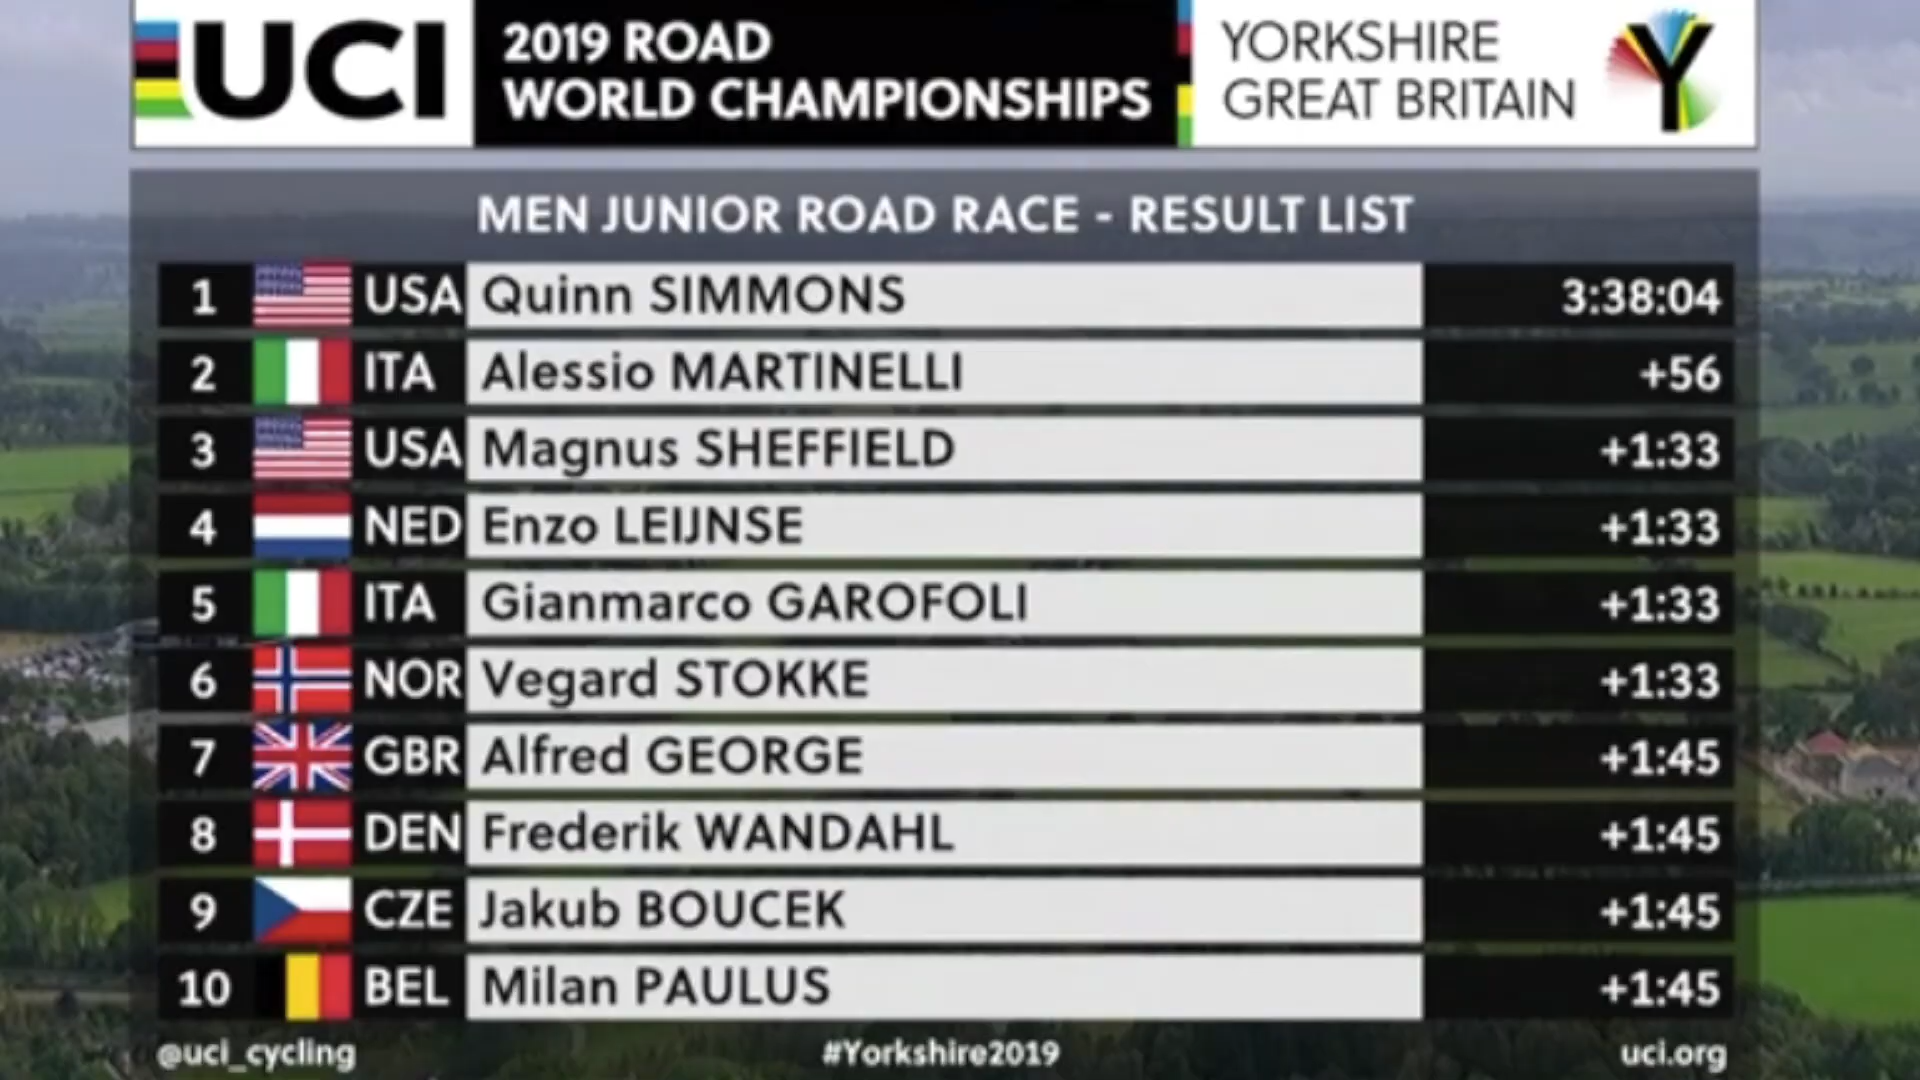 UCI
2019 ROAD
WORLD CHAMPIONSHIPS
YORKSHIRE
GREAT BRITAIN
Y
MEN JUNIOR ROAD RACE - RESULT LIST
1 USA Quinn SIMMONS 3:38:04
2 ITA Alessio MARTINELLI +56
3 USA Magnus SHEFFIELD +1:33
4 NED Enzo LEIJNSE +1:33
5 ITA Gianmarco GAROFOLI +1:33
6 NOR Vegard STOKKE +1:33
7 GBR Alfred GEORGE +1:45
8 DEN Frederik WANDAHL +1:45
9 CZE Jakub BOUCEK +1:45
10 BEL Milan PAULUS +1:45
@uci_cycling #Yorkshire2019 uci.org